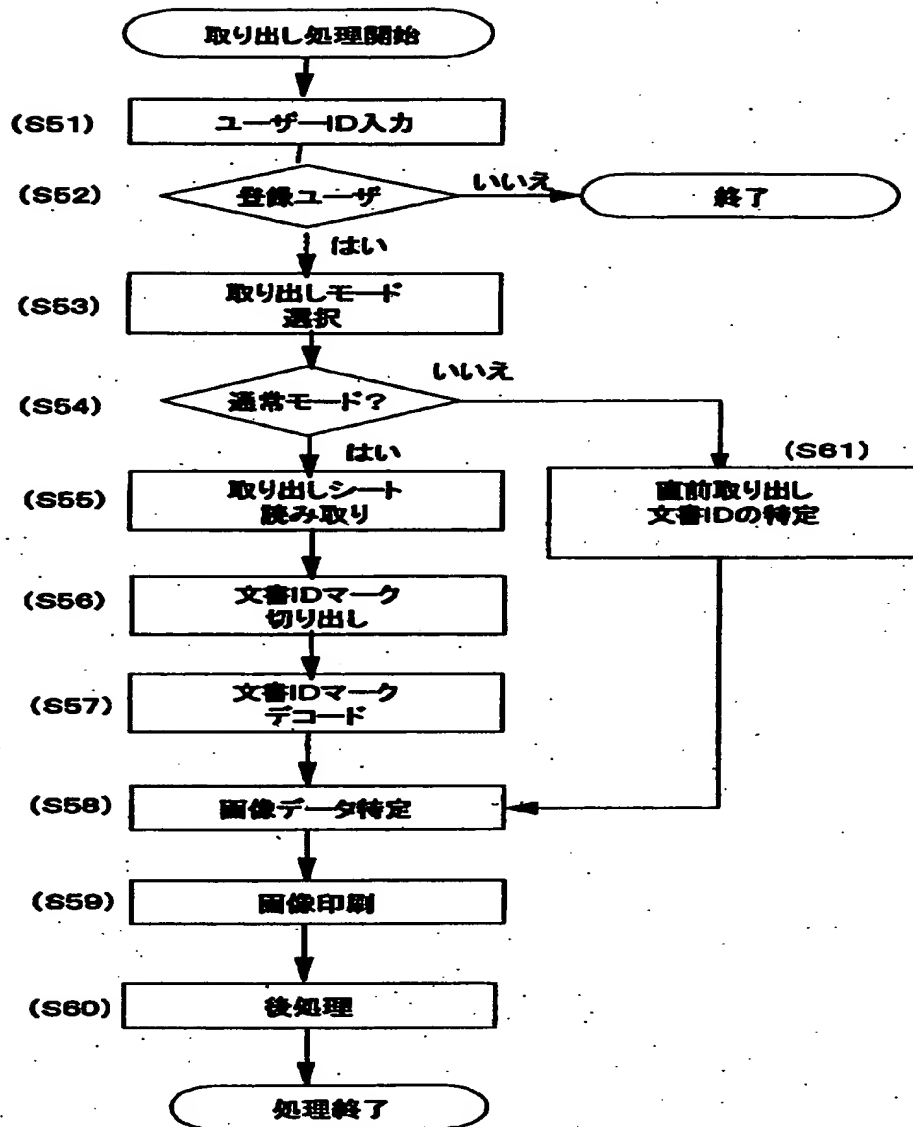 取り出し処理開始
(S51)
ユーザーID入力
(S52)
登録ユーザ
いいえ
終了
はい
(S53)
取り出しモード
選択
いいえ
(S54)
通常モード？
はい
(S61)
(S55)
取り出しシート
読み取り
直前取り出し
文書IDの特定
(S56)
文書IDマーク
切り出し
(S57)
文書IDマーク
デコード
(S58)
画像データ特定
(S59)
画像印刷
(S60)
後処理
処理終了